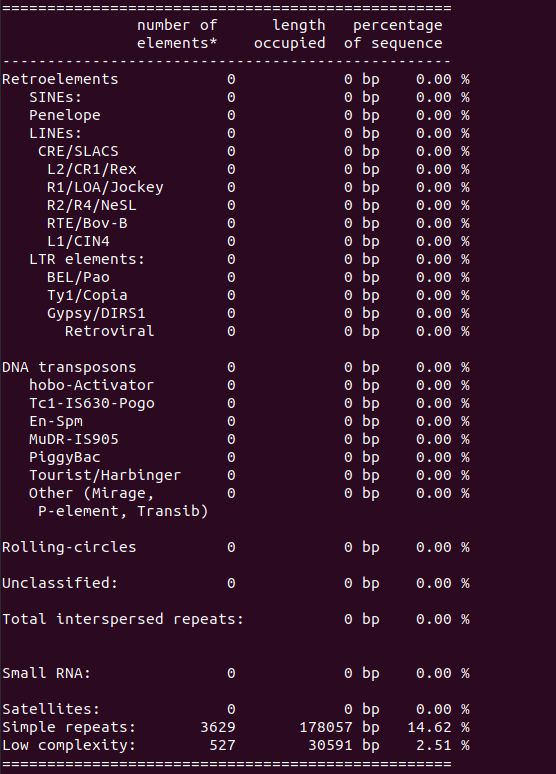 ==================================================
               number of      length   percentage
               elements*    occupied  of sequence
--------------------------------------------------
Retroelements            0            0 bp    0.00 %
   SINEs:                0            0 bp    0.00 %
   Penelope              0            0 bp    0.00 %
   LINEs:                0            0 bp    0.00 %
    CRE/SLACS            0            0 bp    0.00 %
     L2/CR1/Rex          0            0 bp    0.00 %
     R1/LOA/Jockey       0            0 bp    0.00 %
     R2/R4/NeSL          0            0 bp    0.00 %
     RTE/Bov-B           0            0 bp    0.00 %
     L1/CIN4             0            0 bp    0.00 %
   LTR elements:         0            0 bp    0.00 %
     BEL/Pao             0            0 bp    0.00 %
     Ty1/Copia           0            0 bp    0.00 %
     Gypsy/DIRS1         0            0 bp    0.00 %
       Retroviral        0            0 bp    0.00 %
DNA transposons          0            0 bp    0.00 %
   hobo-Activator        0            0 bp    0.00 %
   Tc1-IS630-Pogo        0            0 bp    0.00 %
   En-Spm                0            0 bp    0.00 %
   MuDR-IS905            0            0 bp    0.00 %
   PiggyBac              0            0 bp    0.00 %
   Tourist/Harbinger     0            0 bp    0.00 %
   Other (Mirage,        0            0 bp    0.00 %
    P-element, Transib)
Rolling-circles          0            0 bp    0.00 %
Unclassified:            0            0 bp    0.00 %
Total interspersed repeats:           0 bp    0.00 %
Small RNA:               0            0 bp    0.00 %
Satellites:              0            0 bp    0.00 %
Simple repeats:       3629       178057 bp   14.62 %
Low complexity:        527        30591 bp    2.51 %
==================================================